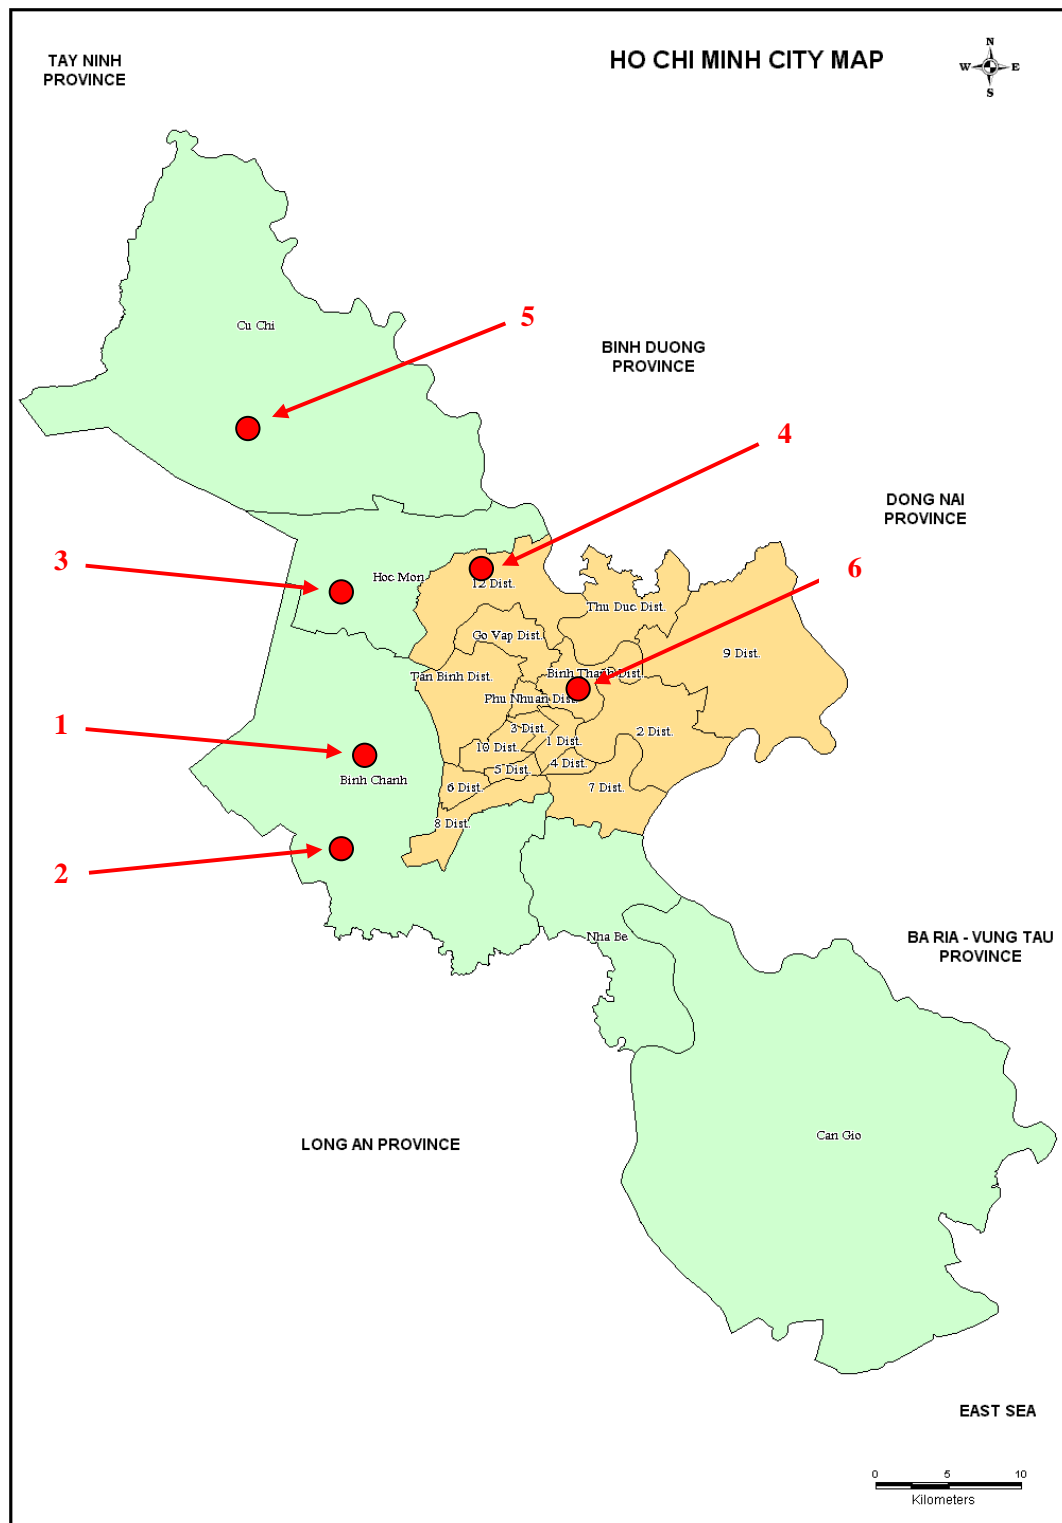 TAY NINH
PROVINCE
HO CHI MINH CITY MAP
N
W E
S
5
Cu Chi
BINH DUONG
PROVINCE
4
DONG NAI
PROVINCE
3
6
Hoc Mon
12 Dist.
Thu Duc Dist.
Go Vap Dist.
9 Dist.
Tan Binh Dist.
Binh Thanh Dist.
Phu Nhuan Dist.
1
3 Dist.
2 Dist.
10 Dist.
1 Dist.
4 Dist.
5 Dist.
Binh Chanh
6 Dist.
7 Dist.
8 Dist.
2
Nha Be
BA RIA - VUNG TAU
PROVINCE
Can Gio
LONG AN PROVINCE
EAST SEA
0 5 10
Kilometers